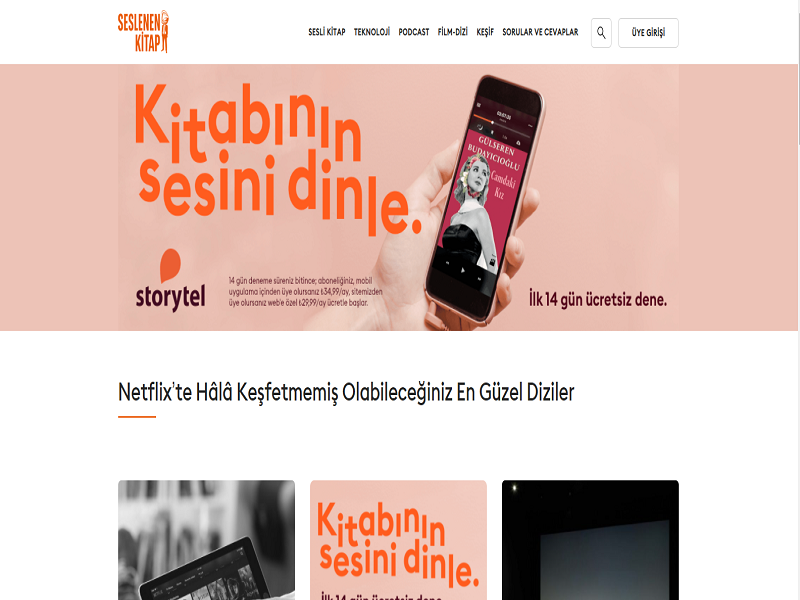 SESLENEN
KİTAP
SESLİ KİTAP TEKNOLOJİ PODCAST FİLM-DİZİ KEŞİF SORULAR VE CEVAPLAR
ÜYE GİRİŞİ
Kitabının
sesini dinle.
GÜLSEREN
BUDAYICIOĞLU
Camdaki
Kız
storytel
14 gün deneme süreniz bitince; aboneliğiniz, mobil
uygulama içinden üye olursanız ₺34,99/ay, sitemizden
üye olursanız web'e özel ₺29,99/ay ücretle başlar.
İlk 14 gün ücretsiz dene.
Netflix'te Hâlâ Keşfetmemiş Olabileceğiniz En Güzel Diziler
Kitabının
sesini dinle.
İlk 14 gün ücretsiz dene.